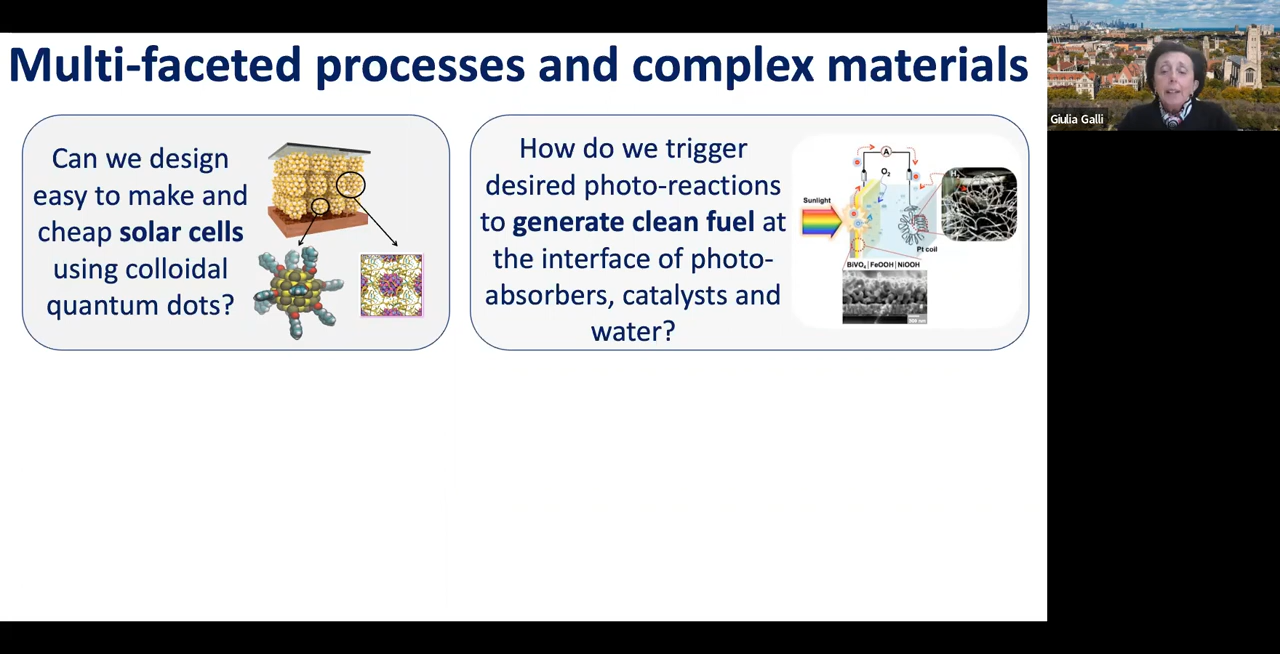 Multi-faceted processes and complex materials
Giulia Galli
Can we design
easy to make and
cheap solar cells
using colloidal
quantum dots?
How do we trigger
desired photo-reactions
to generate clean fuel at
the interface of photo-
absorbers, catalysts and
water?
A
O₂
Sunlight
Pt coil
BiVO₄ | FeOOH | NiOOH